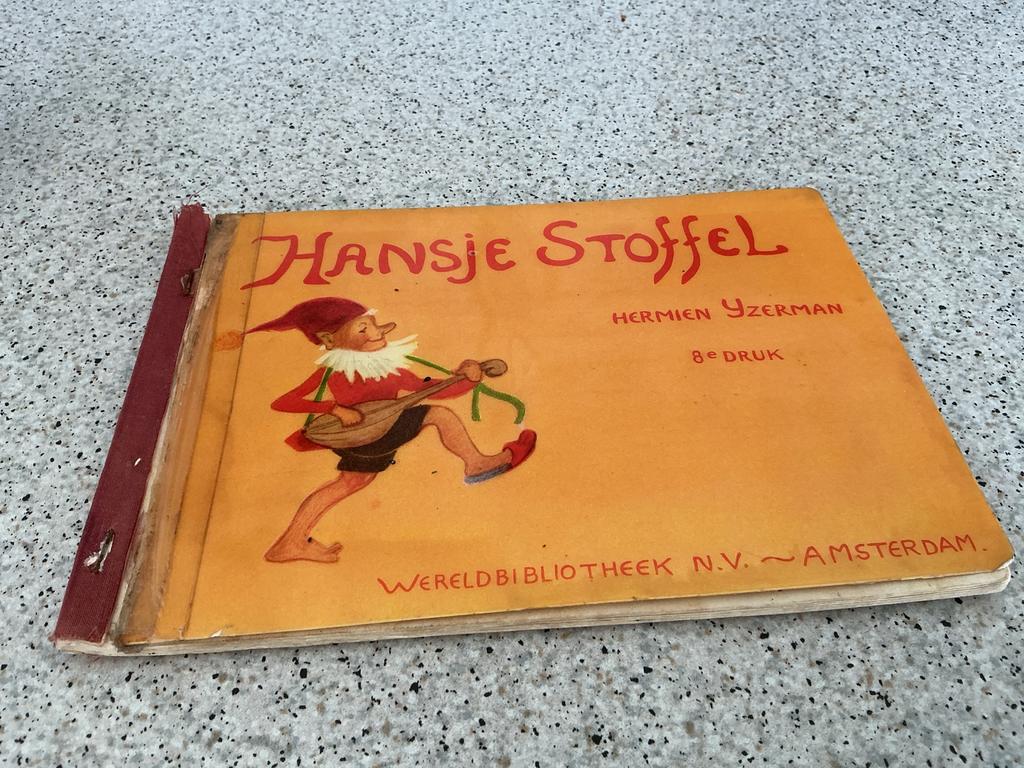 Hansje Stoffel
Hermien Yzerman
8e druk
Wereldbibliotheek N.V. ~ Amsterdam.